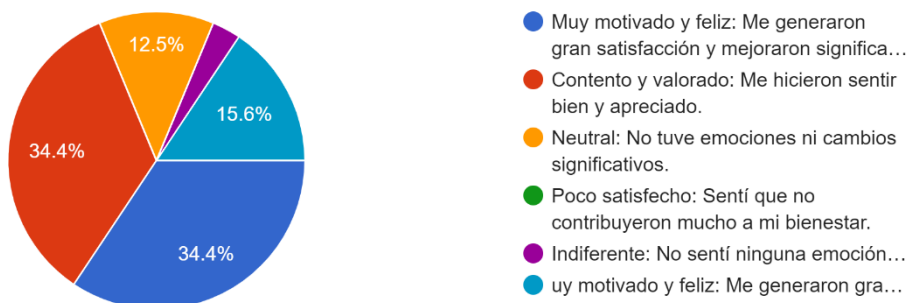 12.5%
15.6%
34.4%
34.4%
Muy motivado y feliz: Me generaron
gran satisfacción y mejoraron significa…
Contento y valorado: Me hicieron sentir
bien y apreciado.
Neutral: No tuve emociones ni cambios
significativos.
Poco satisfecho: Sentí que no
contribuyeron mucho a mi bienestar.
Indiferente: No sentí ninguna emoción…
uy motivado y feliz: Me generaron gra…